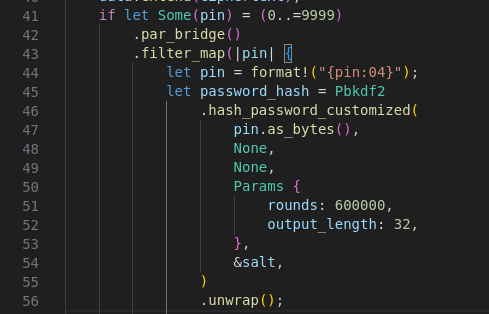 41 if let Some(pin) = (0..=9999)
42 .par_bridge()
43 .filter_map(|pin| {
44 let pin = format!("{pin:04}");
45 let password_hash = Pbkdf2
46 .hash_password_customized(
47 pin.as_bytes(),
48 None,
49 None,
50 Params {
51 rounds: 600000,
52 output_length: 32,
53 },
54 &salt,
55 )
56 .unwrap();